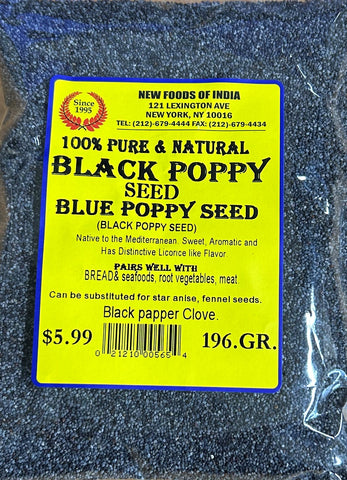 Since
1995
NEW FOODS OF INDIA
121 LEXINGTON AVE
NEW YORK, NY 10016
TEL: (212)-679-4444 FAX: (212)-679-4434
100% PURE & NATURAL
BLACK POPPY
SEED
BLUE POPPY SEED
(BLACK POPPY SEED)
Native to the Mediterranean. Sweet, Aromatic and
Has Distinctive Licorice like Flavor.
PAIRS WELL WITH
BREAD& seafoods, root vegetables, meat.
Can be substituted for star anise, fennel seeds.
Black papper Clove.
$5.99
0 21210 00565 4
196.GR.